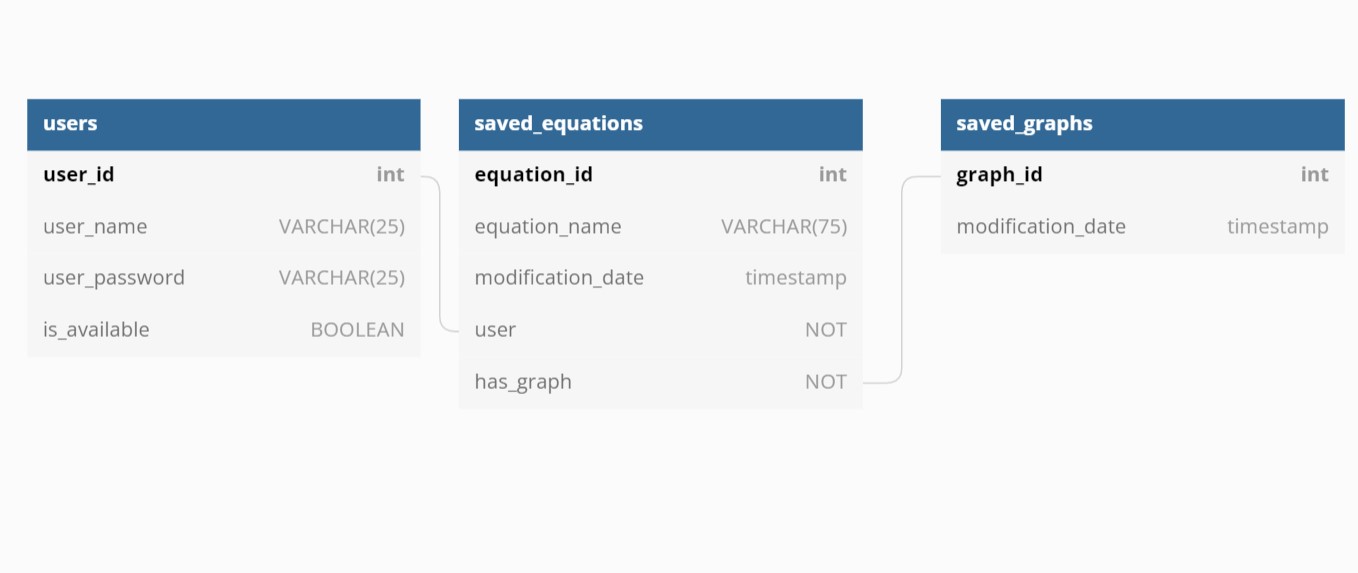 users
user_id int
user_name VARCHAR(25)
user_password VARCHAR(25)
is_available BOOLEAN
saved_equations
equation_id int
equation_name VARCHAR(75)
modification_date timestamp
user NOT
has_graph NOT
saved_graphs
graph_id int
modification_date timestamp